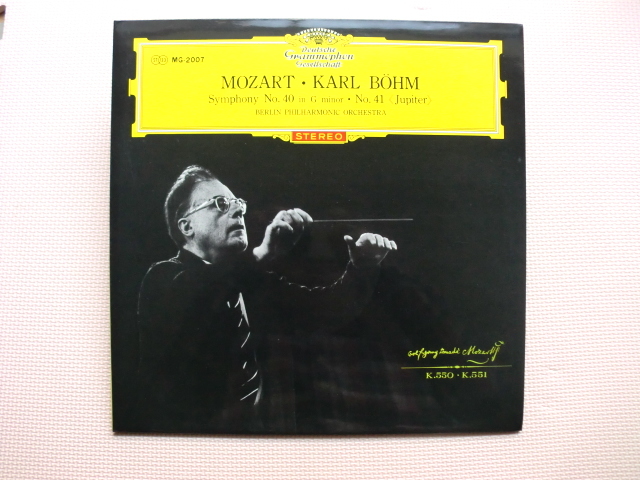 Deutsche
Grammophon
Gesellschaft
MG-2007
MOZART • KARL BÖHM
Symphony No. 40 in G minor • No. 41 (Jupiter)
BERLIN PHILHARMONIK ORCHESTRA
STEREO
Wolfgang Amadé Mozart
K.550 · K.551